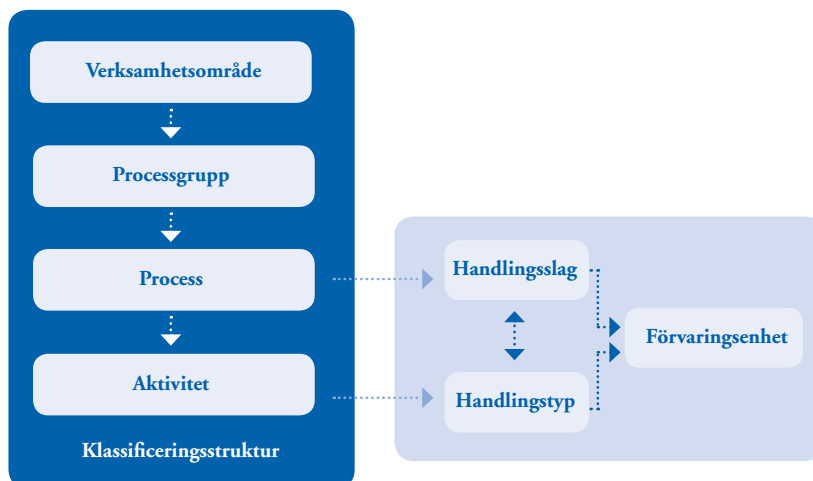 Verksamhetsområde
Processgrupp
Process
Aktivitet
Klassificeringsstruktur
Handlingsslag
Handlingstyp
Förvaringsenhet